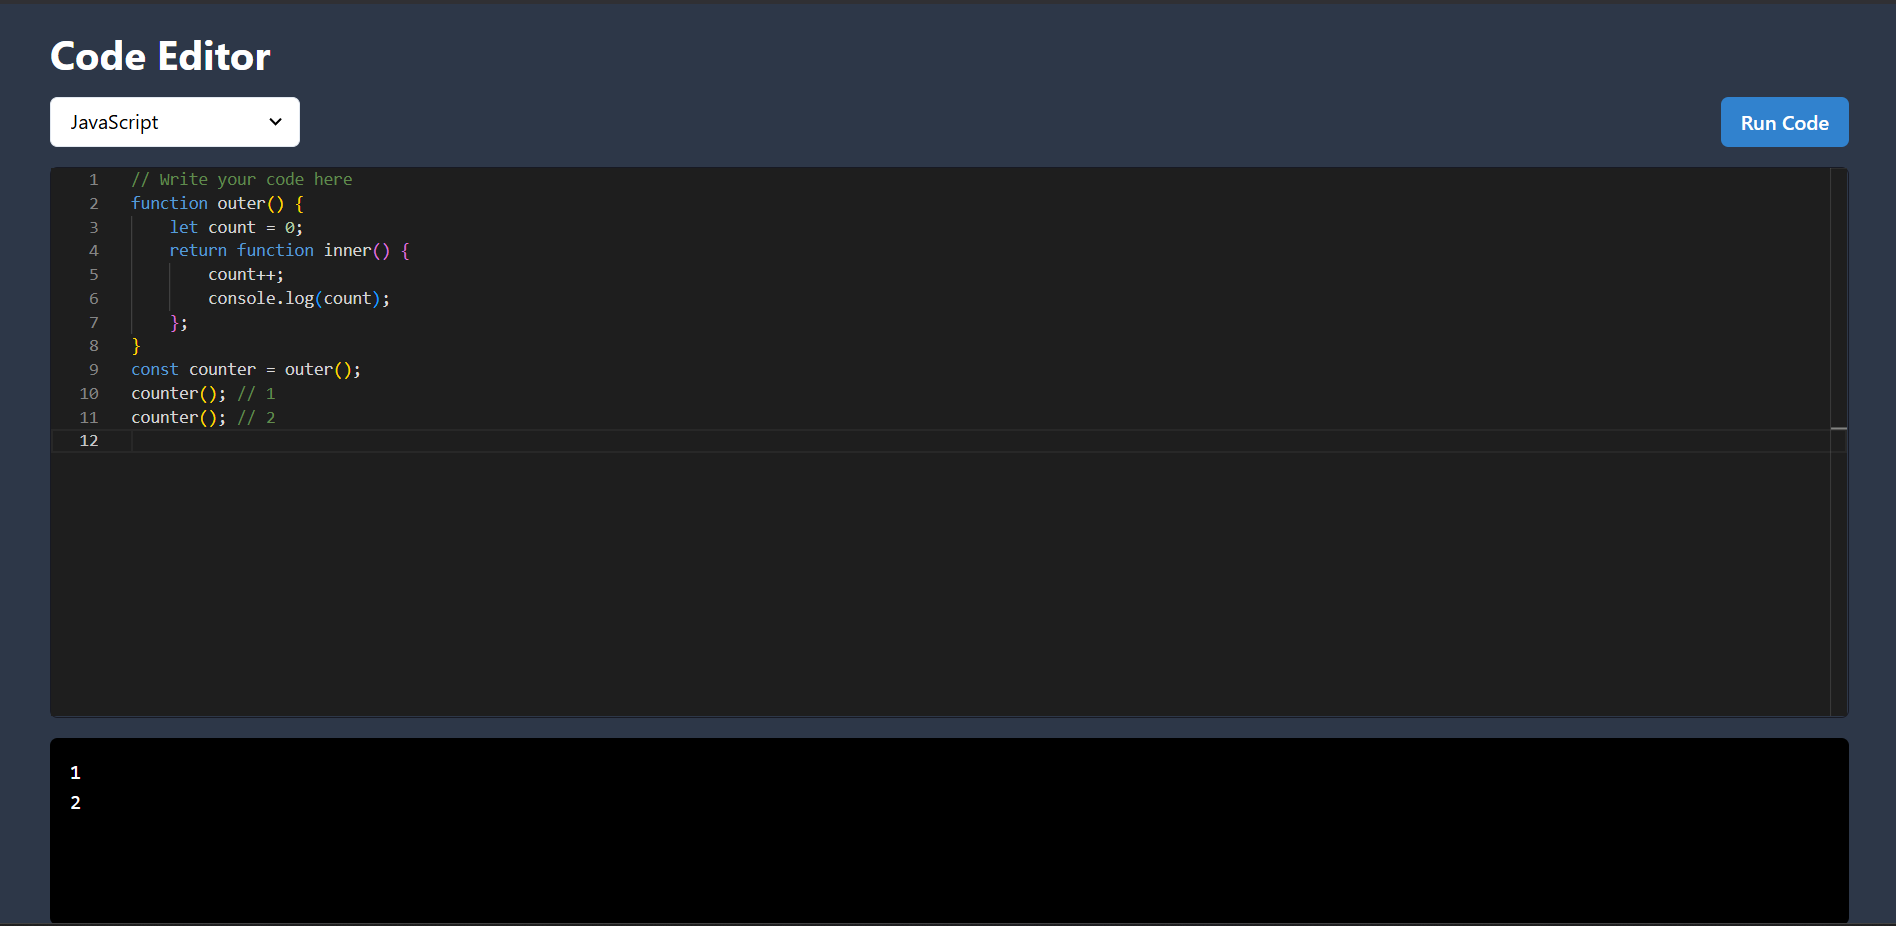 Code Editor
JavaScript
Run Code
1 // Write your code here
2 function outer() {
3     let count = 0;
4     return function inner() {
5         count++;
6         console.log(count);
7     };
8 }
9 const counter = outer();
10 counter(); // 1
11 counter(); // 2
12
1
2